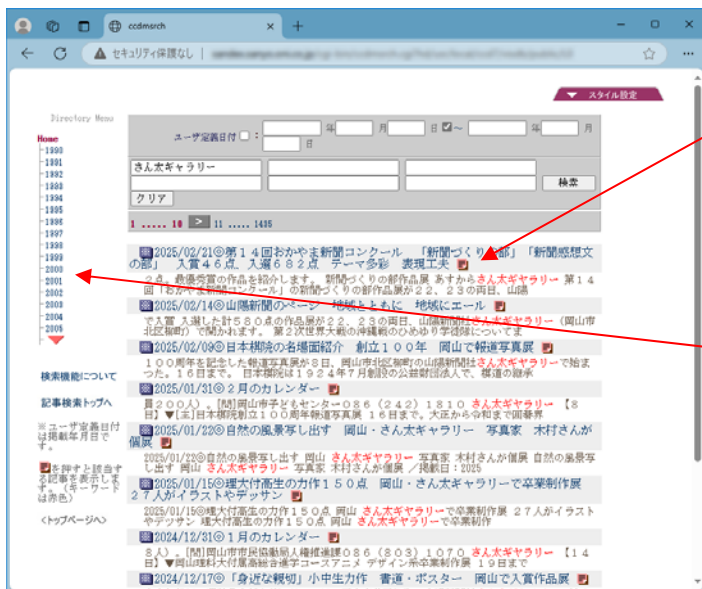 ccdmsrch
セキュリティ保護なし
スタイル設定
Directory Menu
Home
1990
1991
1992
1993
1994
1995
1996
1997
1998
1999
2000
2001
2002
2003
2004
2005
検索機能について
記事検索トップへ
※ユーザ定義日付
は掲載年月日で
す。
を押すと該当す
る記事を表示しま
す。（キーワード
は赤色）
<トップページへ>
ユーザ定義日付 : 年 月 日 ～ 年 月
日
さん太ギャラリー
検索
クリア
1 ..... 10 > 11 ..... 1485
2025/02/21◎第１４回おかやま新聞コンクール 「新聞づくりの部」「新聞感想文
の部」 入賞４６点、入選６８２点 テーマ多彩 表現工夫
２点。最優秀賞の作品を紹介します。 新聞づくりの部作品展 あすからさん太ギャラリー 第１４
回「おかやま新聞コンクール」の新聞づくりの部作品展が２２、２３の両日、山陽
2025/02/14◎山陽新聞のページ 地域とともに 地域にエール
で入賞 入選した計５８０点の作品展が２２、２３の両日、山陽新聞社さん太ギャラリー（岡山市
北区柳町）で開かれます。 第２次世界大戦の沖縄戦のひめゆり学徒隊についてま
2025/02/09◎日本棋院の名場面紹介 創立１００年 岡山で報道写真展
１００周年を記念した報道写真展が８日、岡山市北区柳町の山陽新聞社さん太ギャラリーで始ま
った。１６日まで。 日本棋院は１９２４年７月創設の公益財団法人で、棋道の継承
2025/01/31◎２月のカレンダー
員２００人）。[問]岡山市子どもセンター０８６（２４２）１８１０ さん太ギャラリー 【８
日】▼[主]日本棋院創立１００周年報道写真展 １６日まで。大正から令和まで囲碁界
2025/01/22◎自然の風景写し出す 岡山・さん太ギャラリー 写真家 木村さんが
個展
2025/01/22◎自然の風景写し出す 岡山 さん太ギャラリー 写真家 木村さんが個展 自然の風景写
し出す 岡山 さん太ギャラリー 写真家 木村さんが個展 ／掲載日：2025
2025/01/15◎理大付高生の力作１５０点 岡山・さん太ギャラリーで卒業制作展
２７人がイラストやデッサン
2025/01/15◎理大付高生の力作１５０点 岡山 さん太ギャラリーで卒業制作展 ２７人がイラスト
やデッサン 理大付高生の力作１５０点 岡山 さん太ギャラリーで卒業制作
2024/12/31◎１月のカレンダー
８人）。[問]岡山市市民協働局人権推進課０８６（８０３）１０７０ さん太ギャラリー 【１４
日】▼岡山理科大付属高総合進学コースアニメ デザイン系卒業制作展 １９日まで
2024/12/17◎「身近な親切」小中生力作 書道・ポスター 岡山で入賞作品展